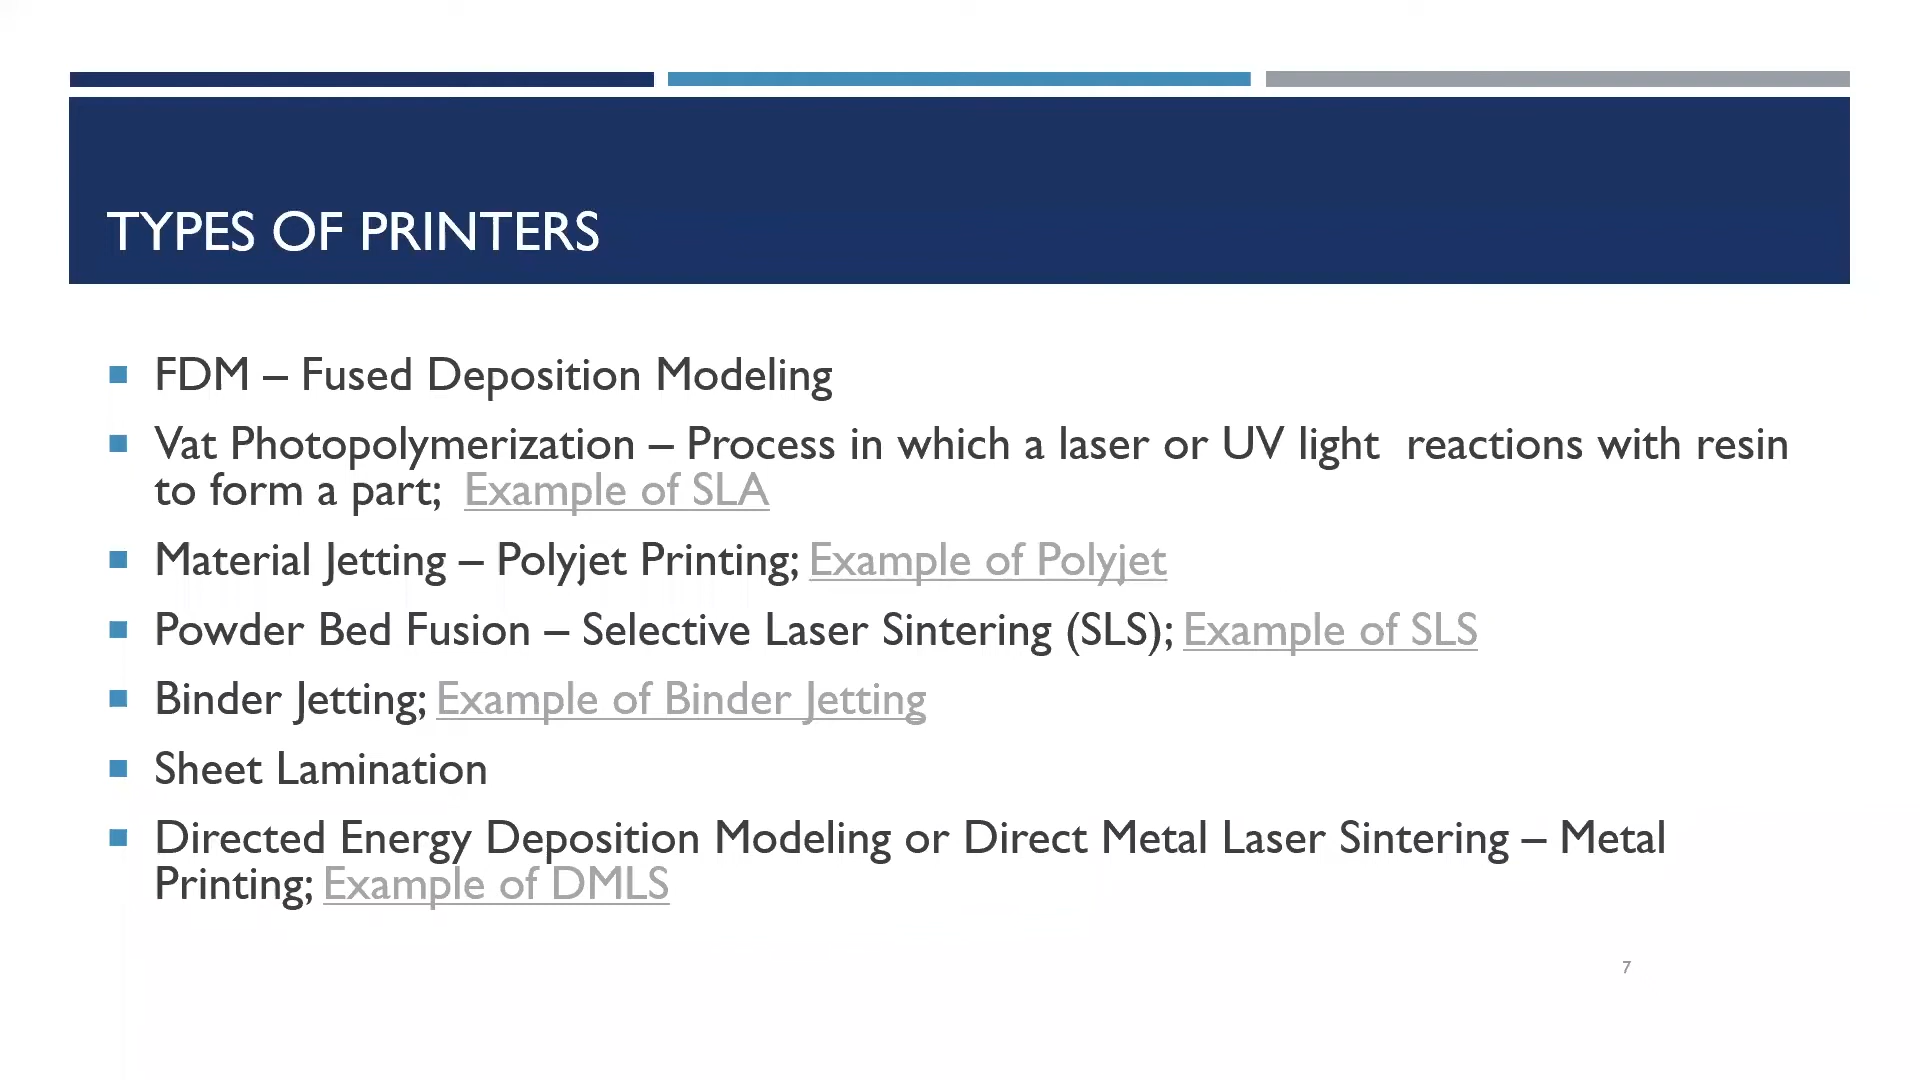 TYPES OF PRINTERS
FDM – Fused Deposition Modeling
Vat Photopolymerization – Process in which a laser or UV light  reactions with resin
to form a part;  Example of SLA
Material Jetting – Polyjet Printing; Example of Polyjet
Powder Bed Fusion – Selective Laser Sintering (SLS); Example of SLS
Binder Jetting; Example of Binder Jetting
Sheet Lamination
Directed Energy Deposition Modeling or Direct Metal Laser Sintering – Metal
Printing; Example of DMLS
7